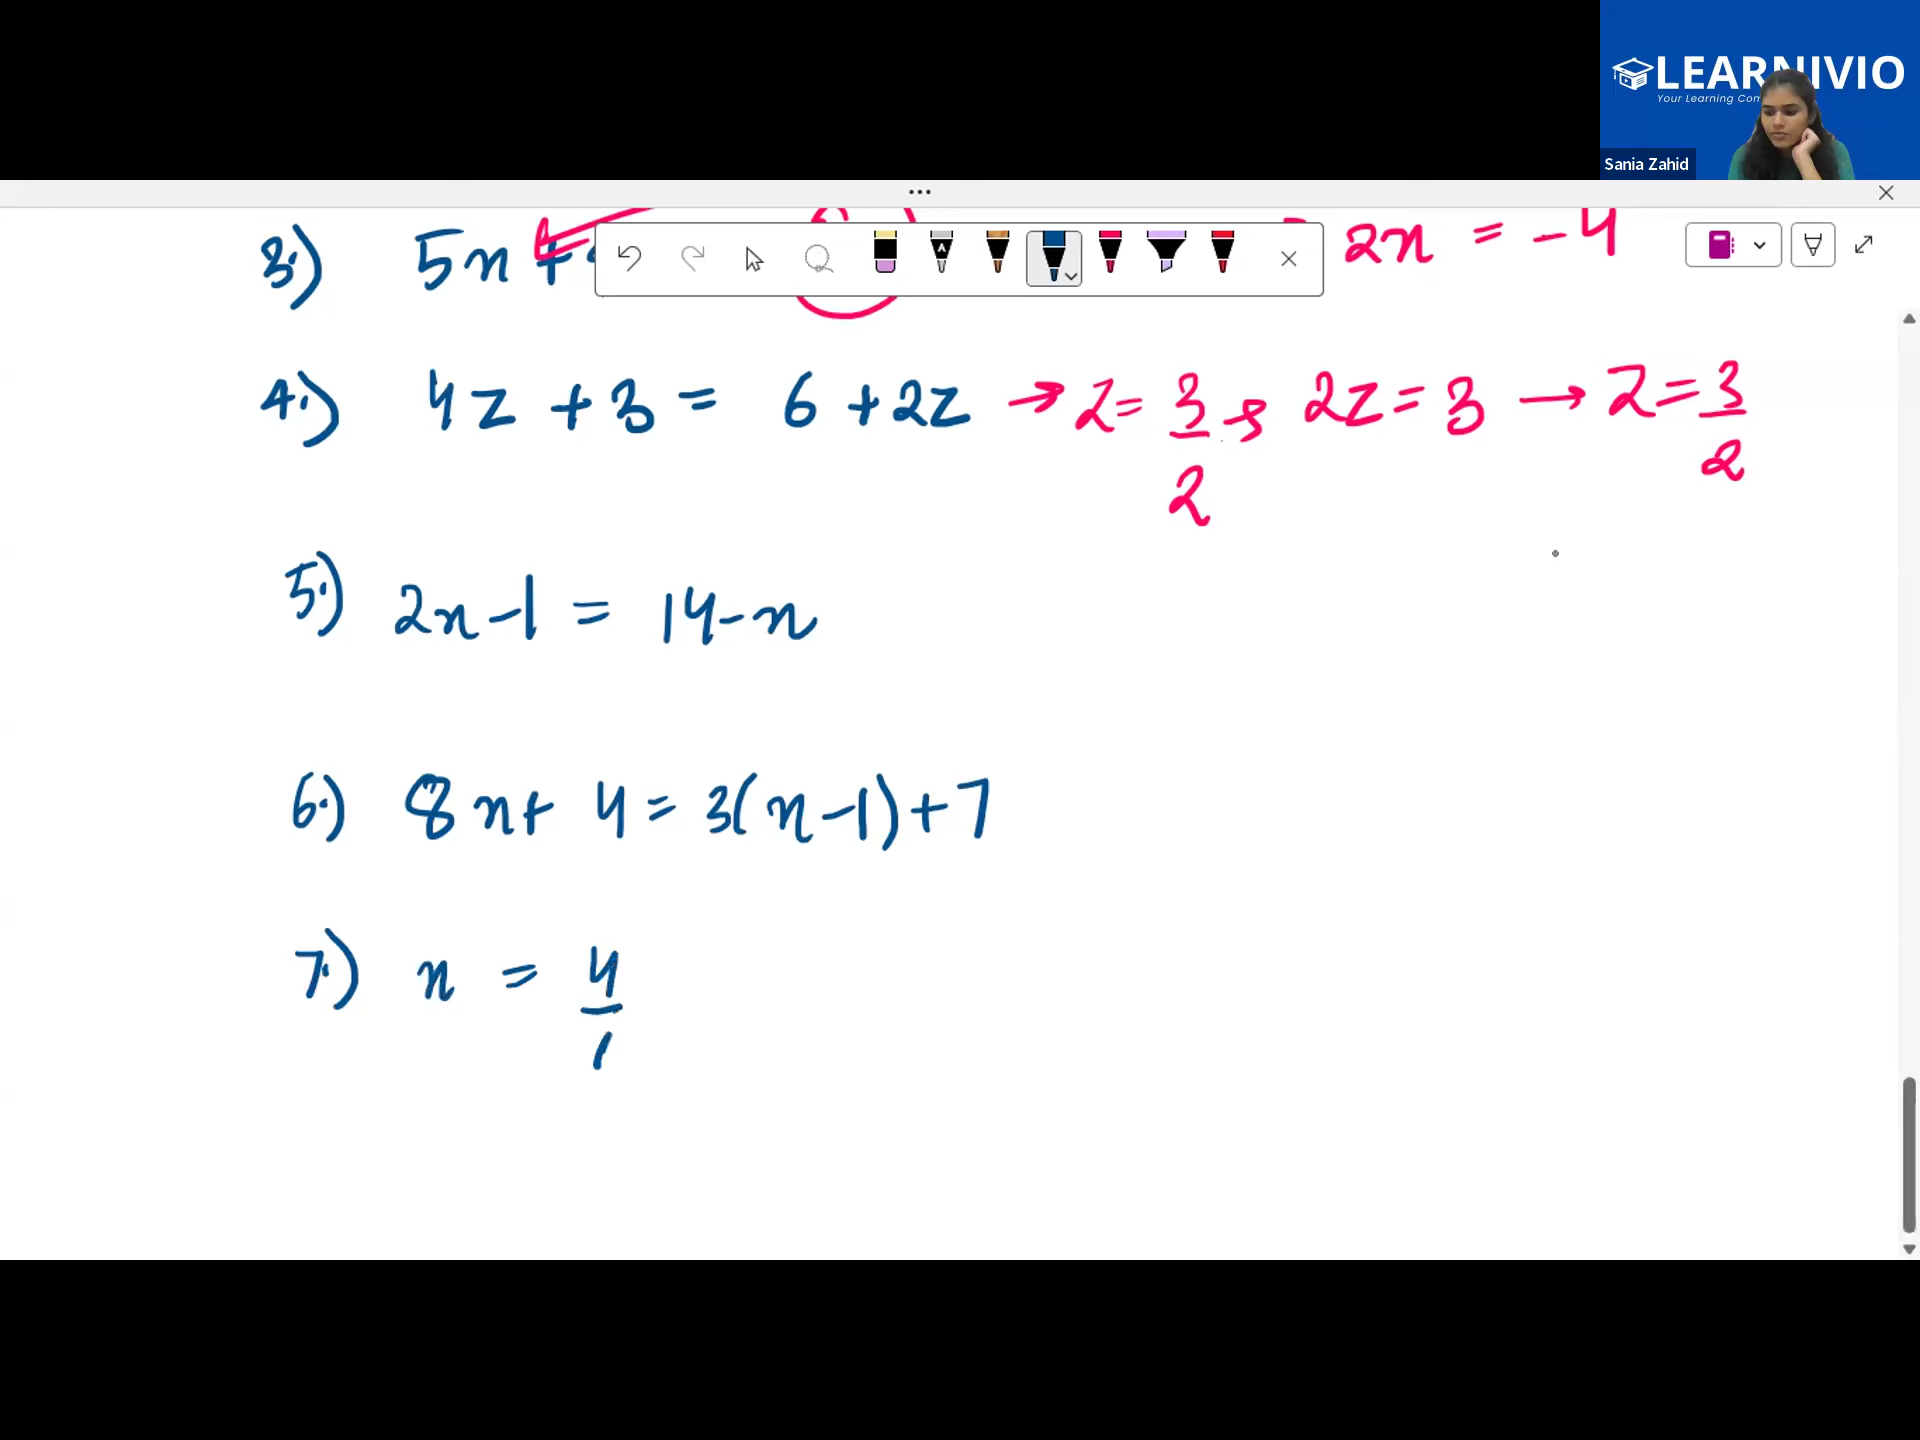 LEARNIVIO
Your Learning Com
Sania Zahid
3.) 5x + 2x = -4
4.) 4z + 3 = 6 + 2z → z = 3/2 → 2z = 3 → z = 3/2
5.) 2x - 1 = 14 - x
6.) 8x + 4 = 3(x - 1) + 7
7.) x = 4/